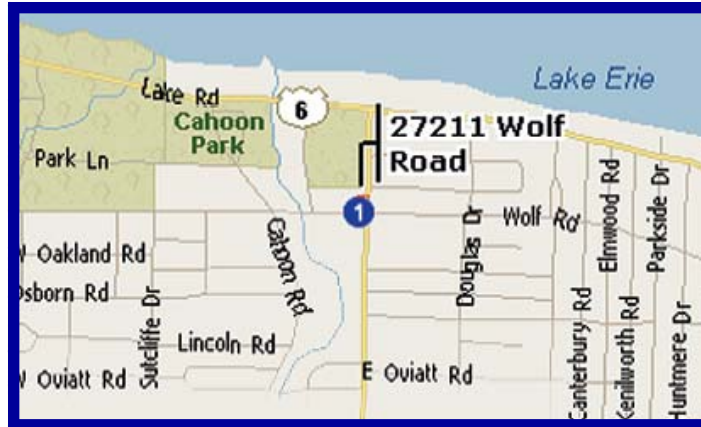 Lake Erie
Lake Rd
6
27211 Wolf
Road
Cahoon
Park
Park Ln
1
Wolf Rd
Elmwood Rd
Parkside Dr
Douglas Dr
Cahoon Rd
Oakland Rd
Osborn Rd
Sutcliffe Dr
Lincoln Rd
Canterbury Rd
Kenilworth Rd
Huntmere Dr
W Oviatt Rd
E Oviatt Rd